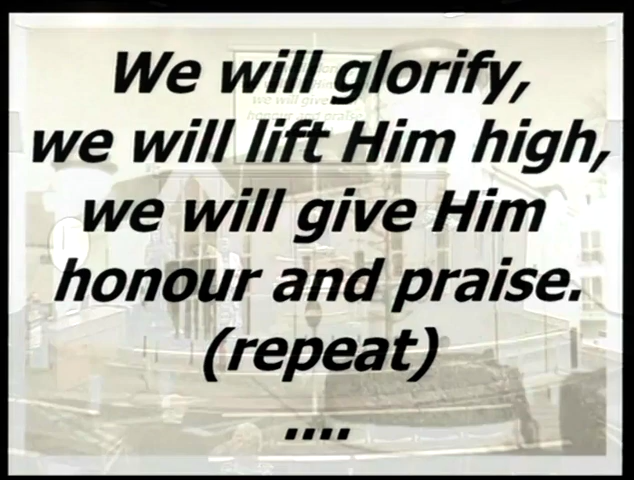 We will glorify,
we will lift Him high,
we will give Him
honour and praise.
(repeat)
....